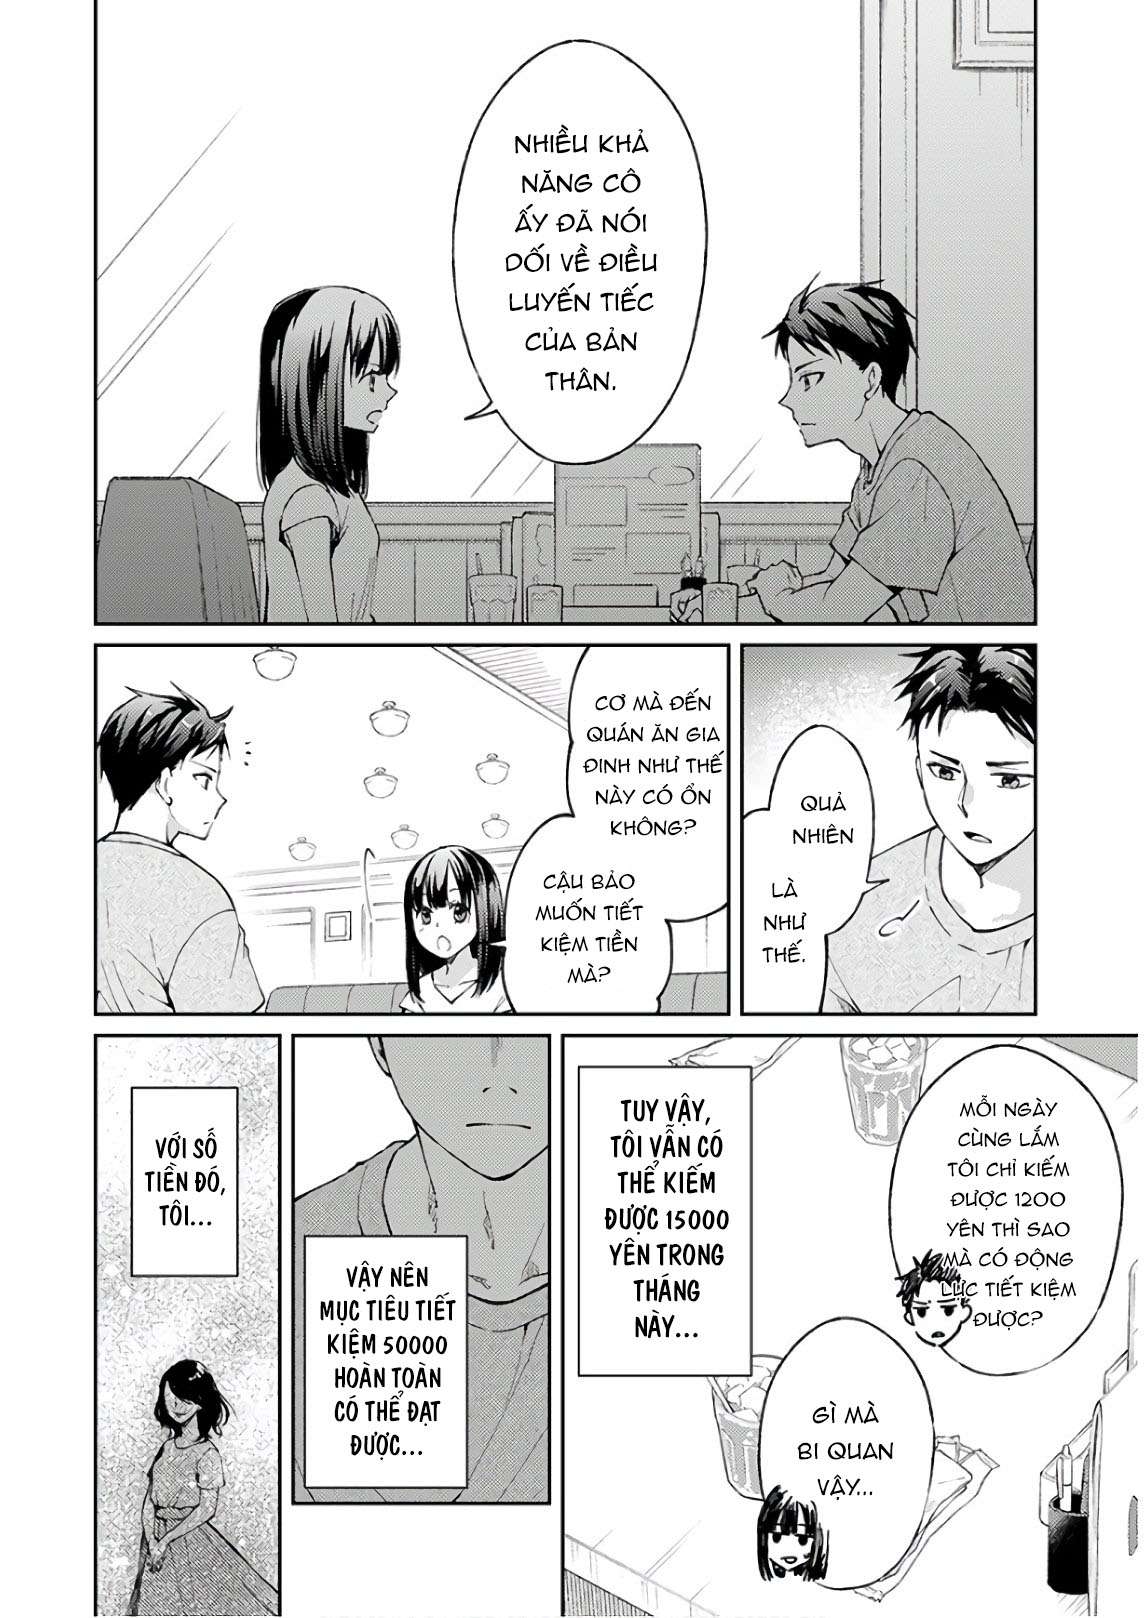 NHIỀU KHẢ
NĂNG CÔ
ẤY ĐÃ NÓI
DỐI VỀ ĐIỀU
LUYẾN TIẾC
CỦA BẢN
THÂN.
QUẢ
NHIÊN
LÀ
NHƯ
THẾ.
CƠ MÀ ĐẾN
QUÁN ĂN GIA
ĐINH NHƯ THẾ
NÀY CÓ ỔN
KHÔNG?
CẬU BẢO
MUỐN TIẾT
KIỆM TIỀN
MÀ?
MỖI NGÀY
CÙNG LẮM
TÔI CHỈ KIẾM
ĐƯỢC 1200
YÊN THÌ SAO
MÀ CÓ ĐỘNG
LỰC TIẾT KIỆM
ĐƯỢC?
GÌ MÀ
BI QUAN
VẬY...
TUY VẬY,
TÔI VẪN CÓ
THỂ KIẾM
ĐƯỢC 15000
YÊN TRONG
THÁNG
NÀY...
VẬY NÊN
MỤC TIÊU TIẾT
KIỆM 50000
HOÀN TOÀN
CÓ THỂ ĐẠT
ĐƯỢC...
VỚI SỐ
TIỀN ĐÓ,
TÔI...